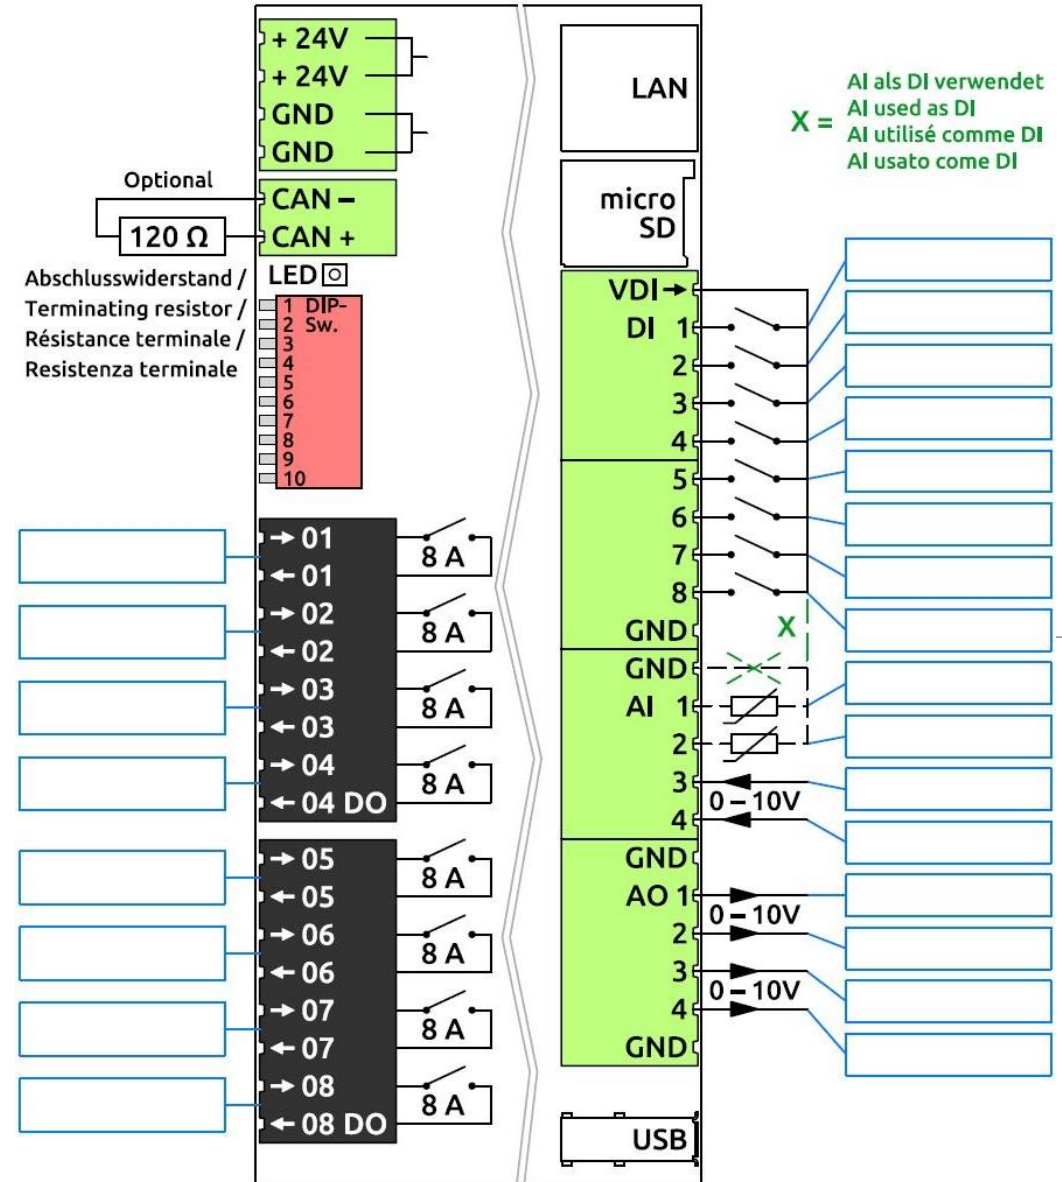 + 24V
+ 24V
GND
GND
Optional
CAN –
120 Ω
CAN +
Abschlusswiderstand /
Terminating resistor /
Résistance terminale /
Resistenza terminale
LED
1 DIP-
2 Sw.
3
4
5
6
7
8
9
10
→ 01
8 A
← 01
→ 02
8 A
← 02
→ 03
8 A
← 03
→ 04
8 A
← 04 DO
→ 05
8 A
← 05
→ 06
8 A
← 06
→ 07
8 A
← 07
→ 08
8 A
← 08 DO
LAN
micro
SD
X =
AI als DI verwendet
AI used as DI
AI utilisé comme DI
AI usato come DI
VDI→
DI 1
2
3
4
5
6
7
8
GND
X
GND
AI 1
2
3
0 – 10V
4
GND
AO 1
0 – 10V
2
3
0 – 10V
4
GND
USB